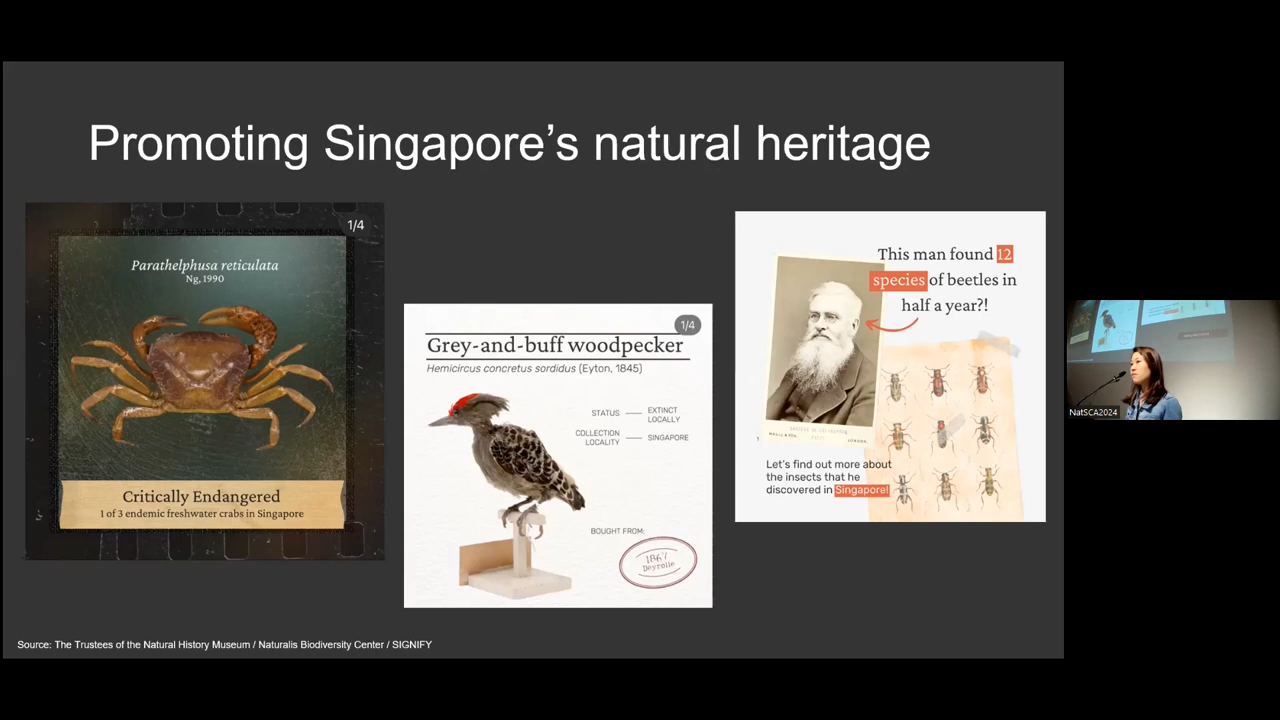 Promoting Singapore’s natural heritage
1/4
Parathelphusa reticulata
Ng, 1990
Critically Endangered
1 of 3 endemic freshwater crabs in Singapore
1/4
Grey-and-buff woodpecker
Hemicircus concretus sordidus (Eyton, 1845)
STATUS — EXTINCT
LOCALLY
COLLECTION
LOCALITY — SINGAPORE
BOUGHT FROM:
1867
Deyrolle
This man found 12
species of beetles in
half a year?!
MAULL & FOX.
LONDON.
Let’s find out more about
the insects that he
discovered in Singapore!
Source: The Trustees of the Natural History Museum / Naturalis Biodiversity Center / SIGNIFY
NatSCA2024